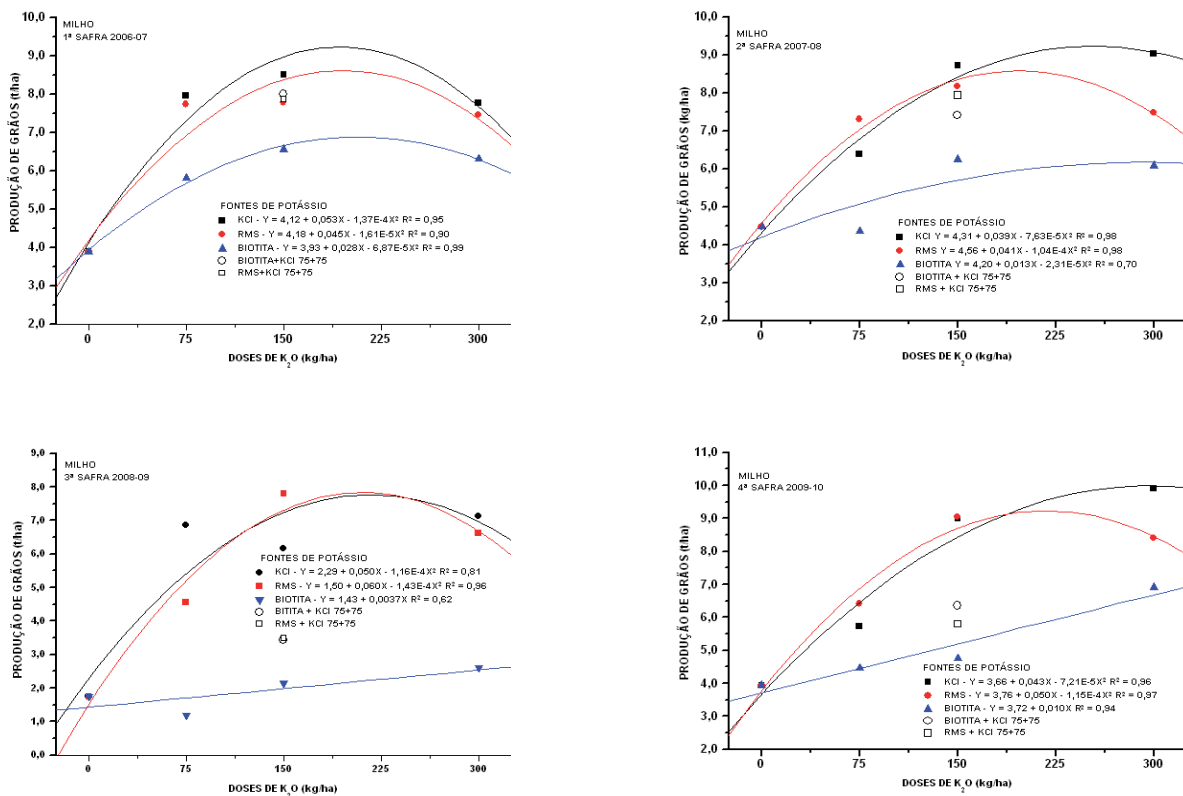 MILHO
1ª SAFRA 2006-07
PRODUÇÃO DE GRÃOS (t/ha)
10,0
9,0
8,0
7,0
6,0
5,0
4,0
3,0
2,0
FONTES DE POTÁSSIO
KCl - Y = 4,12 + 0,053X - 1,37E-4X² R² = 0,95
RMS - Y = 4,18 + 0,045X - 1,61E-5X² R² = 0,90
BIOTITA - Y = 3,93 + 0,028X - 6,87E-5X² R² = 0,99
BIOTITA+KCl 75+75
RMS+KCl 75+75
0 75 150 225 300
DOSES DE K₂O (kg/ha)
MILHO
2ª SAFRA 2007-08
PRODUÇÃO DE GRÃOS (kg/ha)
10,0
9,0
8,0
7,0
6,0
5,0
4,0
3,0
2,0
FONTES DE POTÁSSIO
KCl Y = 4,31 + 0,039X - 7,63E-5X² R² = 0,98
RMS Y = 4,56 + 0,041X - 1,04E-4X² R² = 0,98
BIOTITA Y = 4,20 + 0,013X - 2,31E-5X² R² = 0,70
BIOTITA + KCl 75+75
RMS + KCl 75+75
0 75 150 225 300
DOSES DE K₂O (kg/ha)
MILHO
3ª SAFRA 2008-09
PRODUÇÃO DE GRÃOS (t/ha)
9,0
8,0
7,0
6,0
5,0
4,0
3,0
2,0
1,0
0,0
FONTES DE POTÁSSIO
KCl - Y = 2,29 + 0,050X - 1,16E-4X² R² = 0,81
RMS - Y = 1,50 + 0,060X - 1,43E-4X² R² = 0,96
BIOTITA - Y = 1,43 + 0,0037X R² = 0,62
BITITA + KCl 75+75
RMS + KCl 75+75
0 75 150 225 300
DOSES DE K₂O (kg/ha)
MILHO
4ª SAFRA 2009-10
PRODUÇÃO DE GRÃOS (t/ha)
11,0
10,0
9,0
8,0
7,0
6,0
5,0
4,0
3,0
2,0
FONTES DE POTÁSSIO
KCl - Y = 3,66 + 0,043X - 7,21E-5X² R² = 0,96
RMS - Y = 3,76 + 0,050X - 1,15E-4X² R² = 0,97
BIOTITA - Y = 3,72 + 0,010X R² = 0,94
BIOTITA + KCl 75+75
RMS + KCl 75+75
0 75 150 225 300
DOSES DE K₂O (kg/ha)